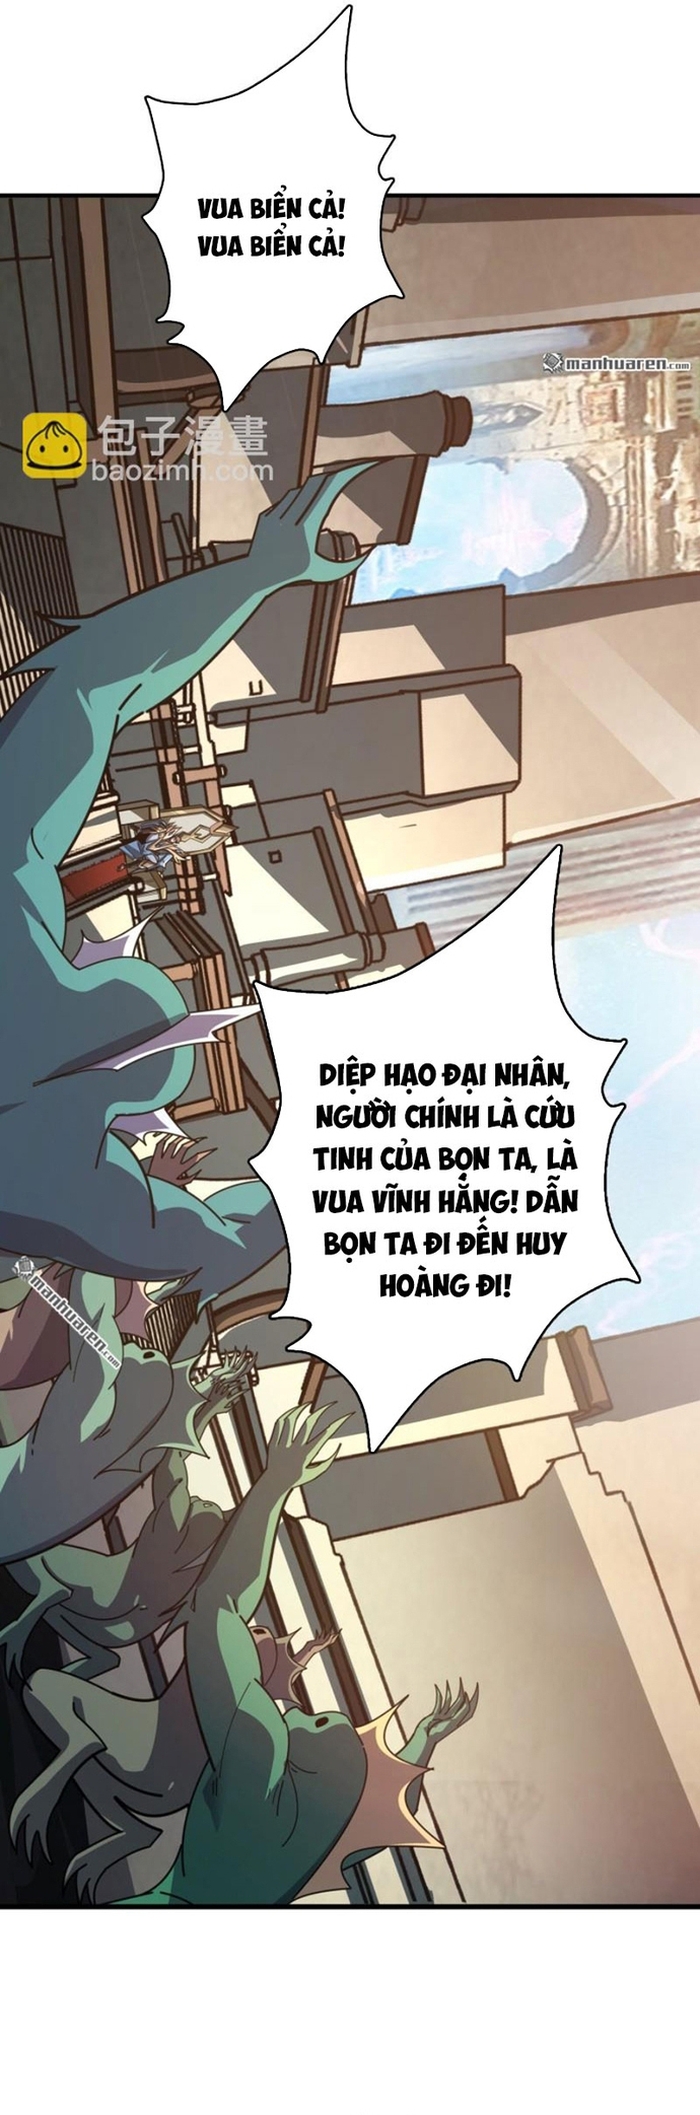 VUA BIỂN CẢ!
VUA BIỂN CẢ!
manhuaren.com
包子漫畫
baozimh.com
DIỆP HẠO ĐẠI NHÂN,
NGƯỜI CHÍNH LÀ CỨU
TINH CỦA BỌN TA, LÀ
VUA VĨNH HẰNG! DẪN
BỌN TA ĐI ĐẾN HUY
HOÀNG ĐI!
manhuaren.com